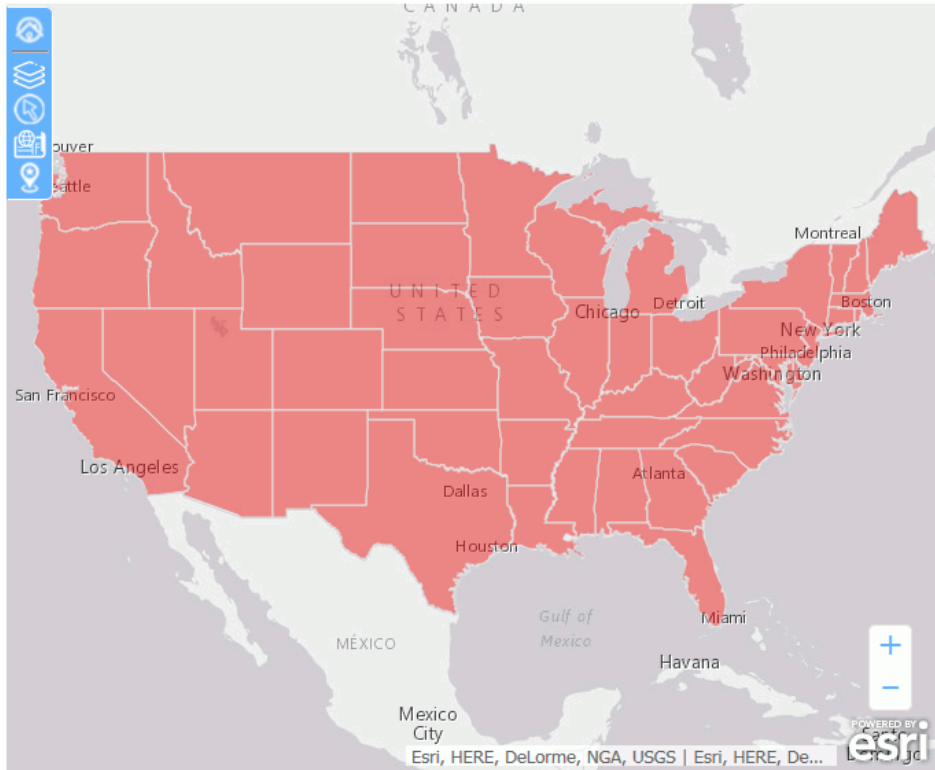 CANADA
ouver
eattle
Montreal
UNITED
STATES
Chicago
Detroit
Boston
New York
Philadelphia
Washington
San Francisco
Los Angeles
Dallas
Atlanta
Houston
Gulf of
Mexico
Miami
MÉXICO
Havana
+
−
Mexico
City
POWERED BY
esri
Santo
Domingo
Esri, HERE, DeLorme, NGA, USGS | Esri, HERE, De...